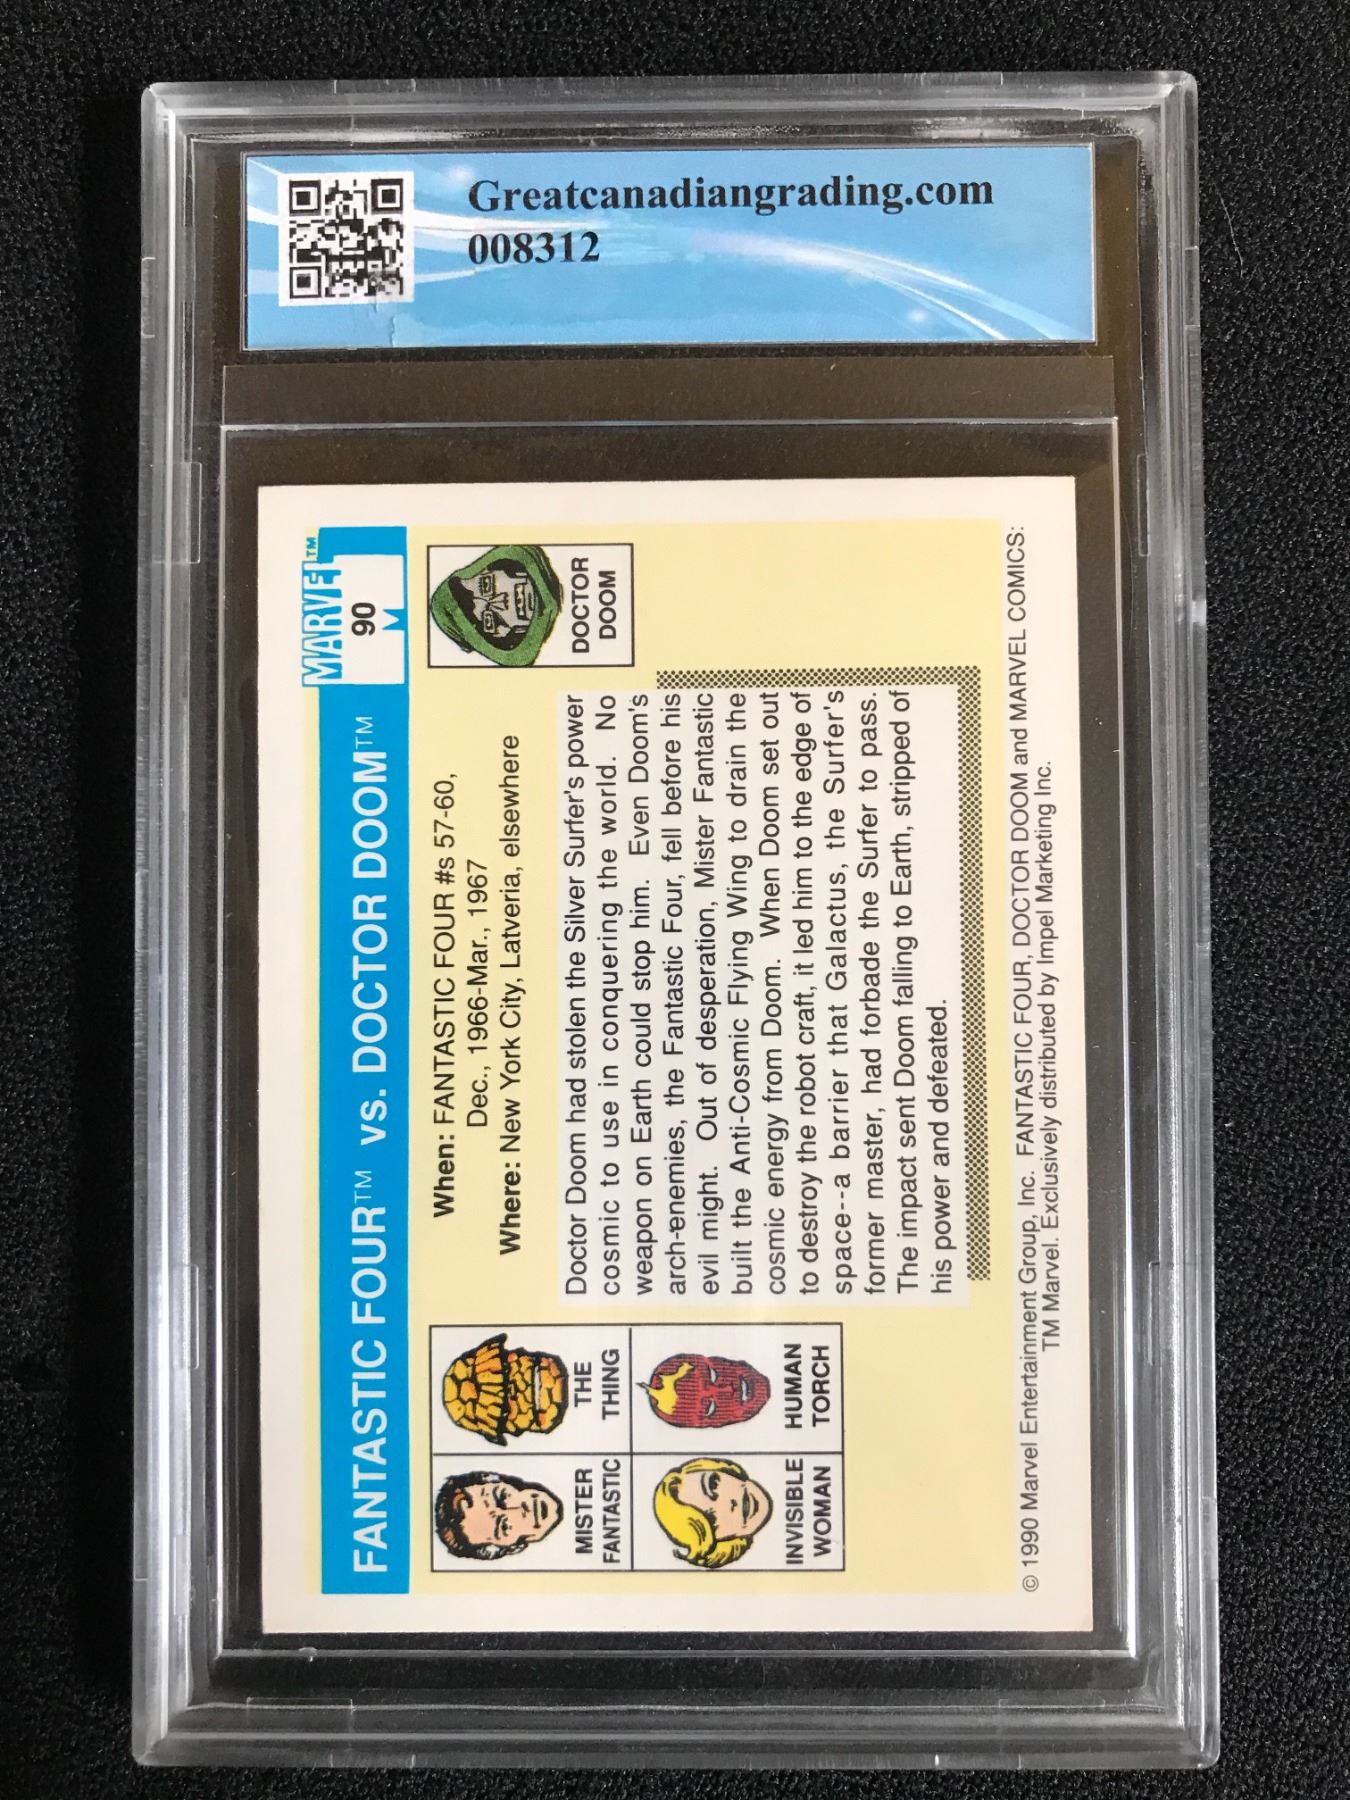 Greatcanadiangrading.com
008312
FANTASTIC FOUR™ vs. DOCTOR DOOM™
MARVEL™
90
When: FANTASTIC FOUR #s 57-60,
Dec., 1966-Mar., 1967
Where: New York City, Latveria, elsewhere
MISTER
FANTASTIC
THE
THING
INVISIBLE
WOMAN
HUMAN
TORCH
DOCTOR
DOOM
Doctor Doom had stolen the Silver Surfer's power
cosmic to use in conquering the world. No
weapon on Earth could stop him. Even Doom's
arch-enemies, the Fantastic Four, fell before his
evil might. Out of desperation, Mister Fantastic
built the Anti-Cosmic Flying Wing to drain the
cosmic energy from Doom. When Doom set out
to destroy the robot craft, it led him to the edge of
space--a barrier that Galactus, the Surfer's
former master, had forbade the Surfer to pass.
The impact sent Doom falling to Earth, stripped of
his power and defeated.
© 1990 Marvel Entertainment Group, Inc. FANTASTIC FOUR, DOCTOR DOOM and MARVEL COMICS:
TM Marvel. Exclusively distributed by Impel Marketing Inc.